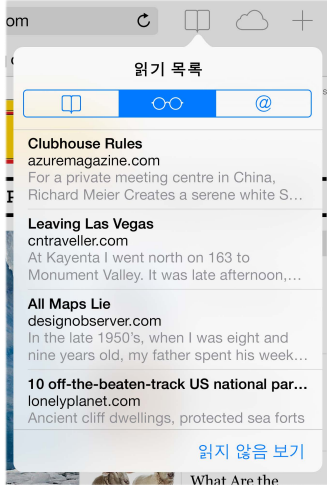 om
읽기 목록
@
Clubhouse Rules
azuremagazine.com
For a private meeting centre in China,
Richard Meier Creates a serene white S…
Leaving Las Vegas
cntraveller.com
At Kayenta I went north on 163 to
Monument Valley. It was late afternoon,…
All Maps Lie
designobserver.com
In the late 1950's, when I was eight and
nine years old, my father spent his week…
10 off-the-beaten-track US national par…
lonelyplanet.com
Ancient cliff dwellings, protected sea forts
읽지 않음 보기
What Are the